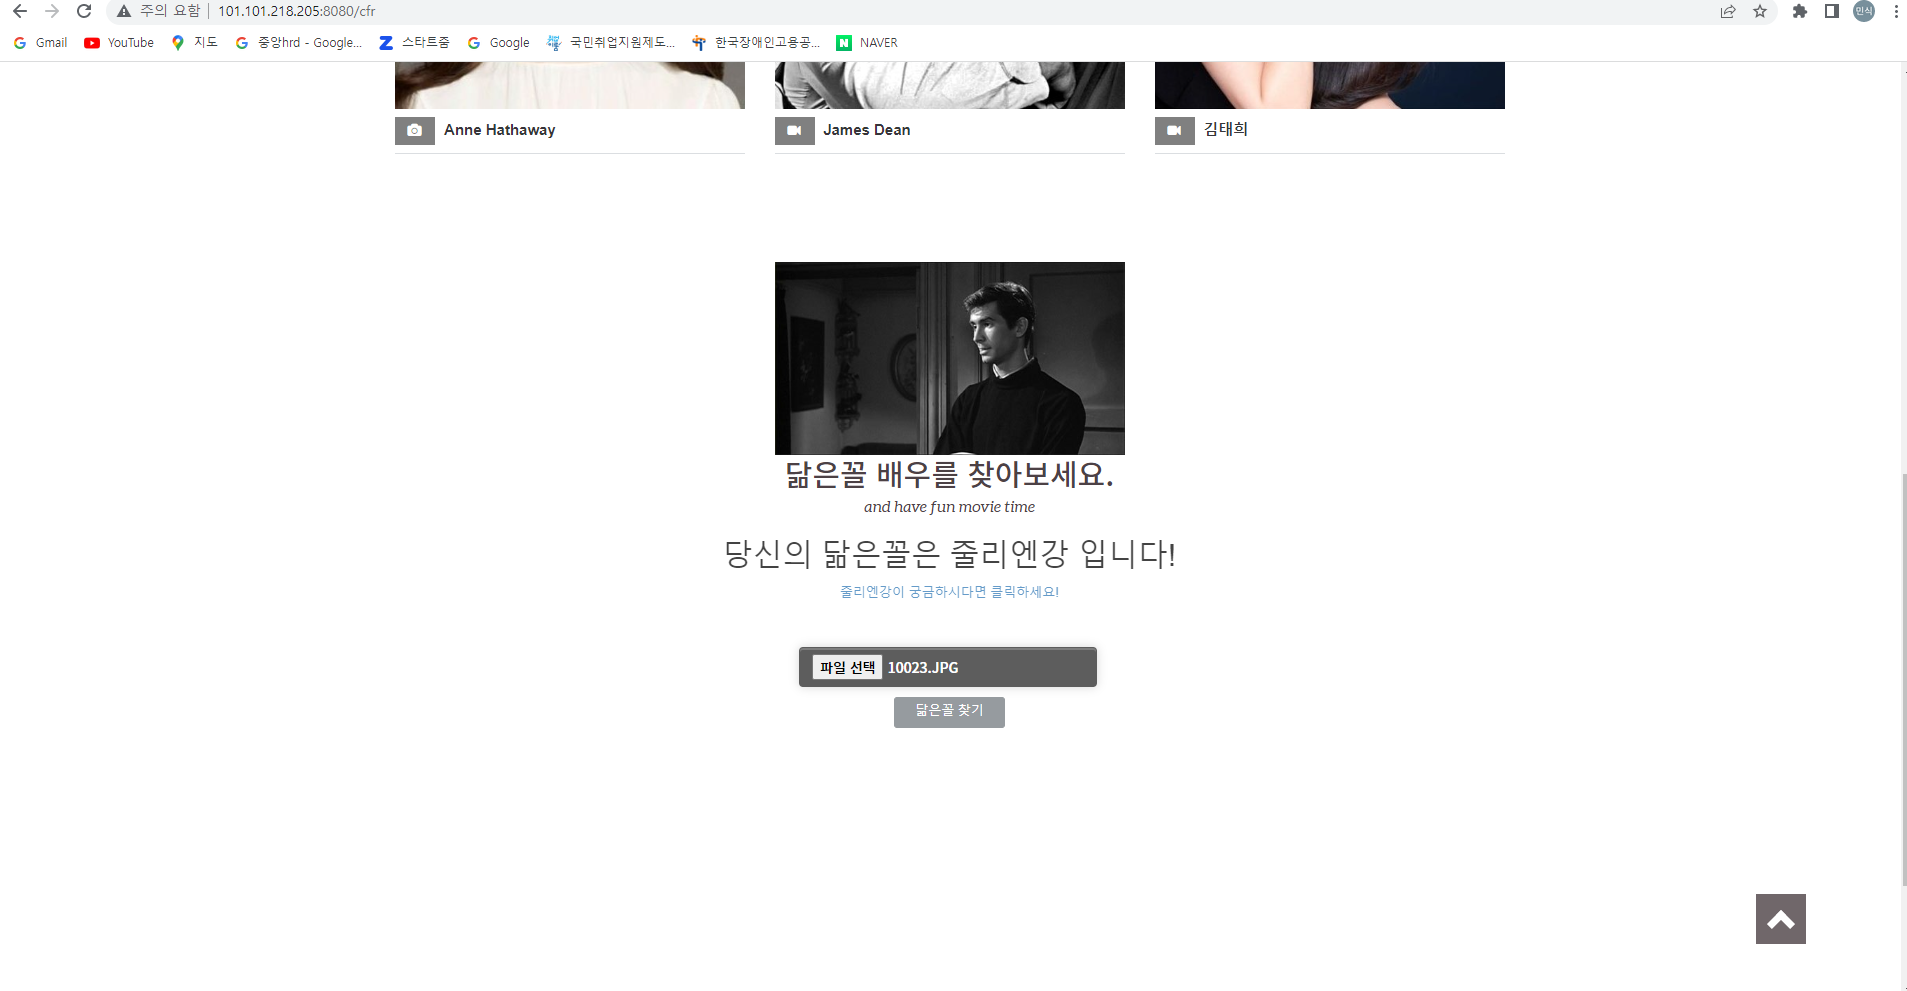 주의 요함 | 101.101.218.205:8080/cfr 민식
Gmail YouTube 지도 중앙hrd - Google... 스타트줌 Google 국민취업지원제도... 한국장애인고용공... NAVER
Anne Hathaway James Dean 김태희
닮은꼴 배우를 찾아보세요.
and have fun movie time
당신의 닮은꼴은 줄리엔강 입니다!
줄리엔강이 궁금하시다면 클릭하세요!
파일 선택 10023.JPG
닮은꼴 찾기